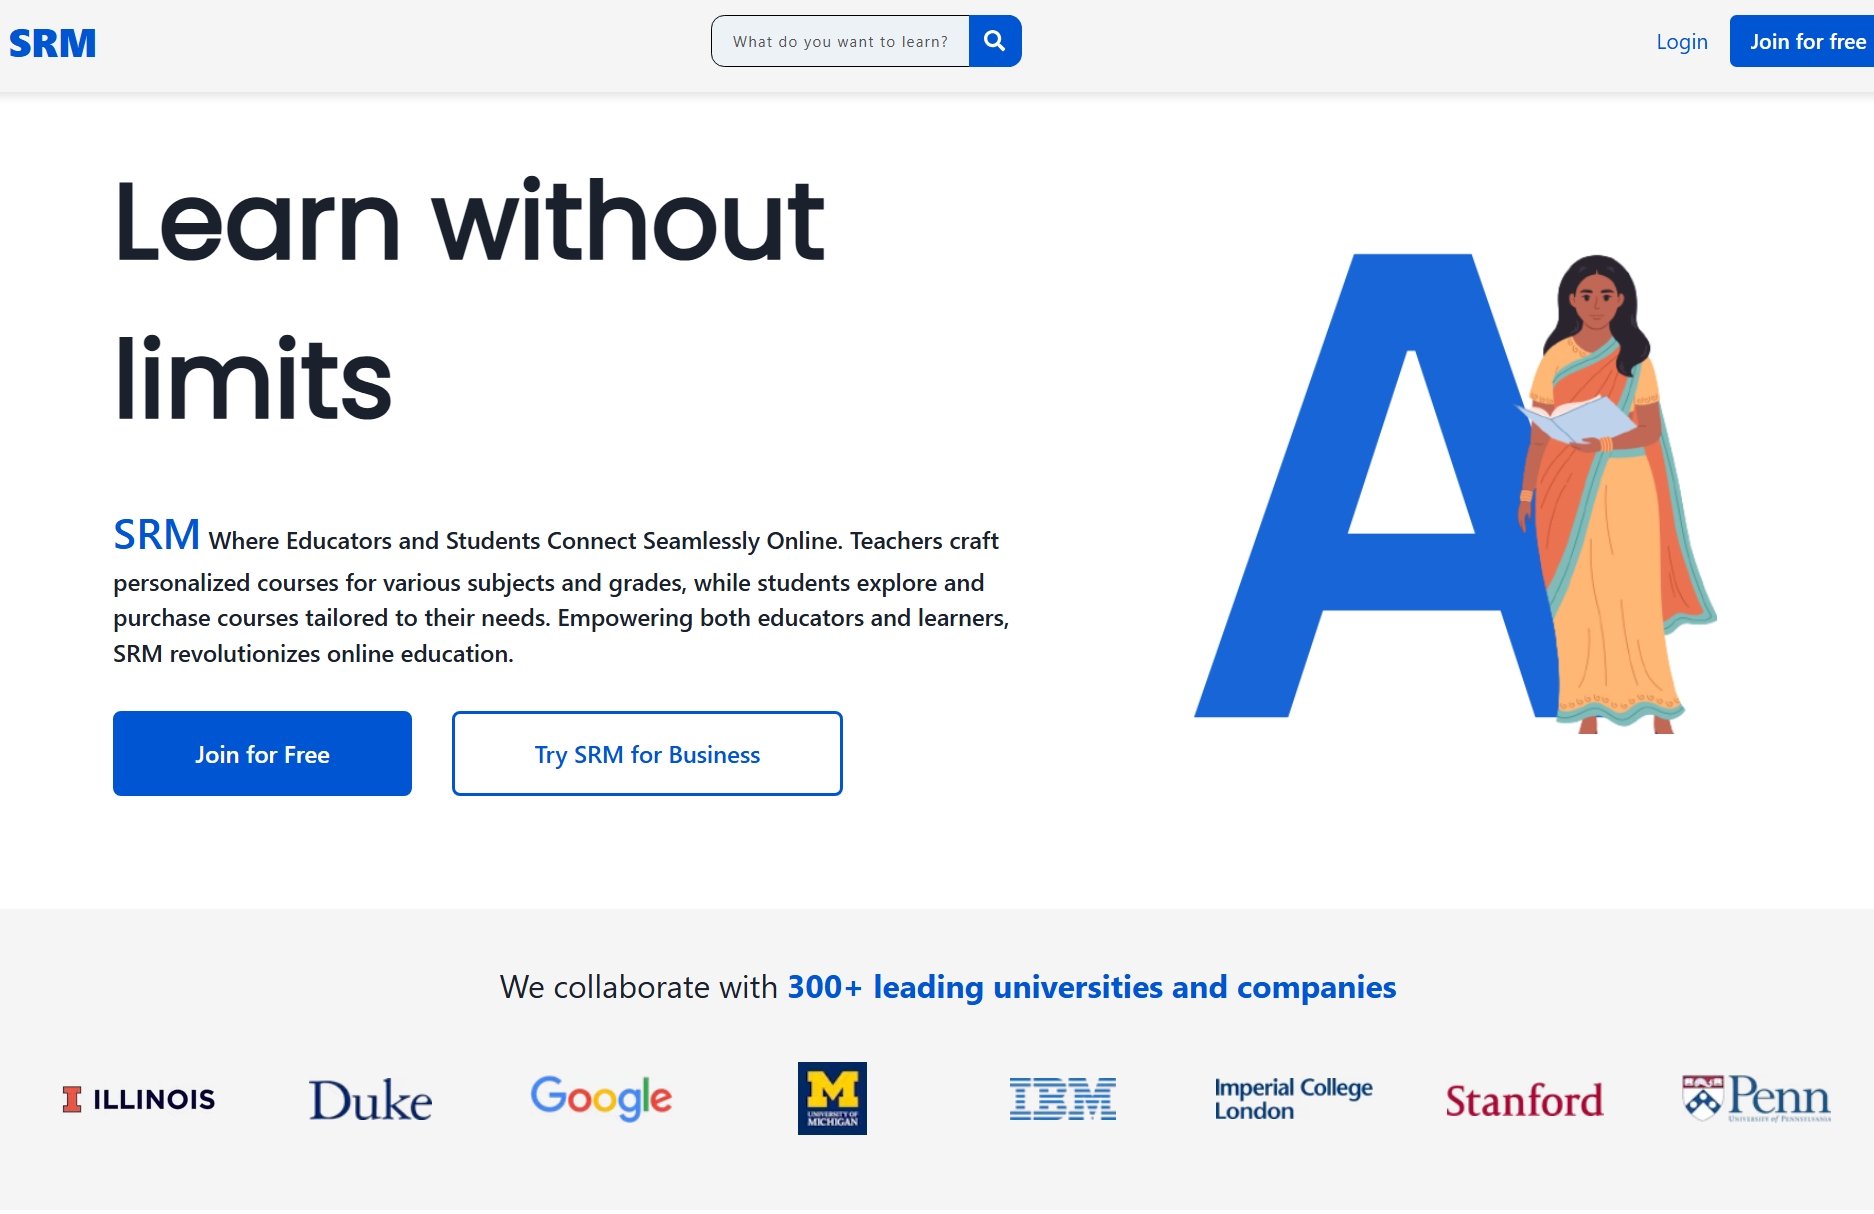 SRM
What do you want to learn?
Login
Join for free
Learn without
limits
A
SRM Where Educators and Students Connect Seamlessly Online. Teachers craft
personalized courses for various subjects and grades, while students explore and
purchase courses tailored to their needs. Empowering both educators and learners,
SRM revolutionizes online education.
Join for Free
Try SRM for Business
We collaborate with 300+ leading universities and companies
I ILLINOIS
Duke
Google
M
UNIVERSITY OF
MICHIGAN
IBM
Imperial College
London
Stanford
Penn
UNIVERSITY of PENNSYLVANIA